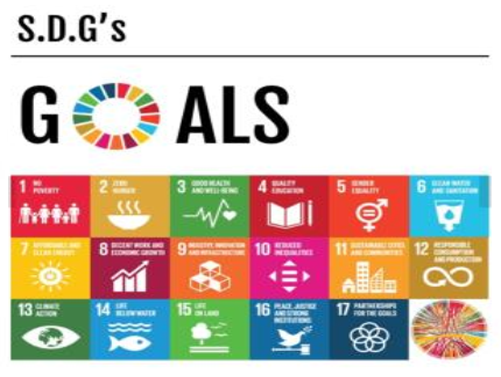 S.D.G's
GOALS
1 NO
POVERTY
2 ZERO
HUNGER
3 GOOD HEALTH
AND WELL-BEING
4 QUALITY
EDUCATION
5 GENDER
EQUALITY
6 CLEAN WATER
AND SANITATION
7 AFFORDABLE AND
CLEAN ENERGY
8 DECENT WORK AND
ECONOMIC GROWTH
9 INDUSTRY, INNOVATION
AND INFRASTRUCTURE
10 REDUCED
INEQUALITIES
11 SUSTAINABLE CITIES
AND COMMUNITIES
12 RESPONSIBLE
CONSUMPTION
AND PRODUCTION
13 CLIMATE
ACTION
14 LIFE
BELOW WATER
15 LIFE
ON LAND
16 PEACE, JUSTICE
AND STRONG
INSTITUTIONS
17 PARTNERSHIPS
FOR THE GOALS